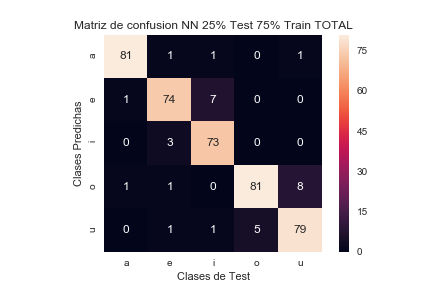 Matriz de confusion NN 25% Test 75% Train TOTAL
Clases Predichas
a 81 1 1 0 1
e 1 74 7 0 0
i 0 3 73 0 0
o 1 1 0 81 8
u 0 1 1 5 79
a e i o u
Clases de Test
75
60
45
30
15
0